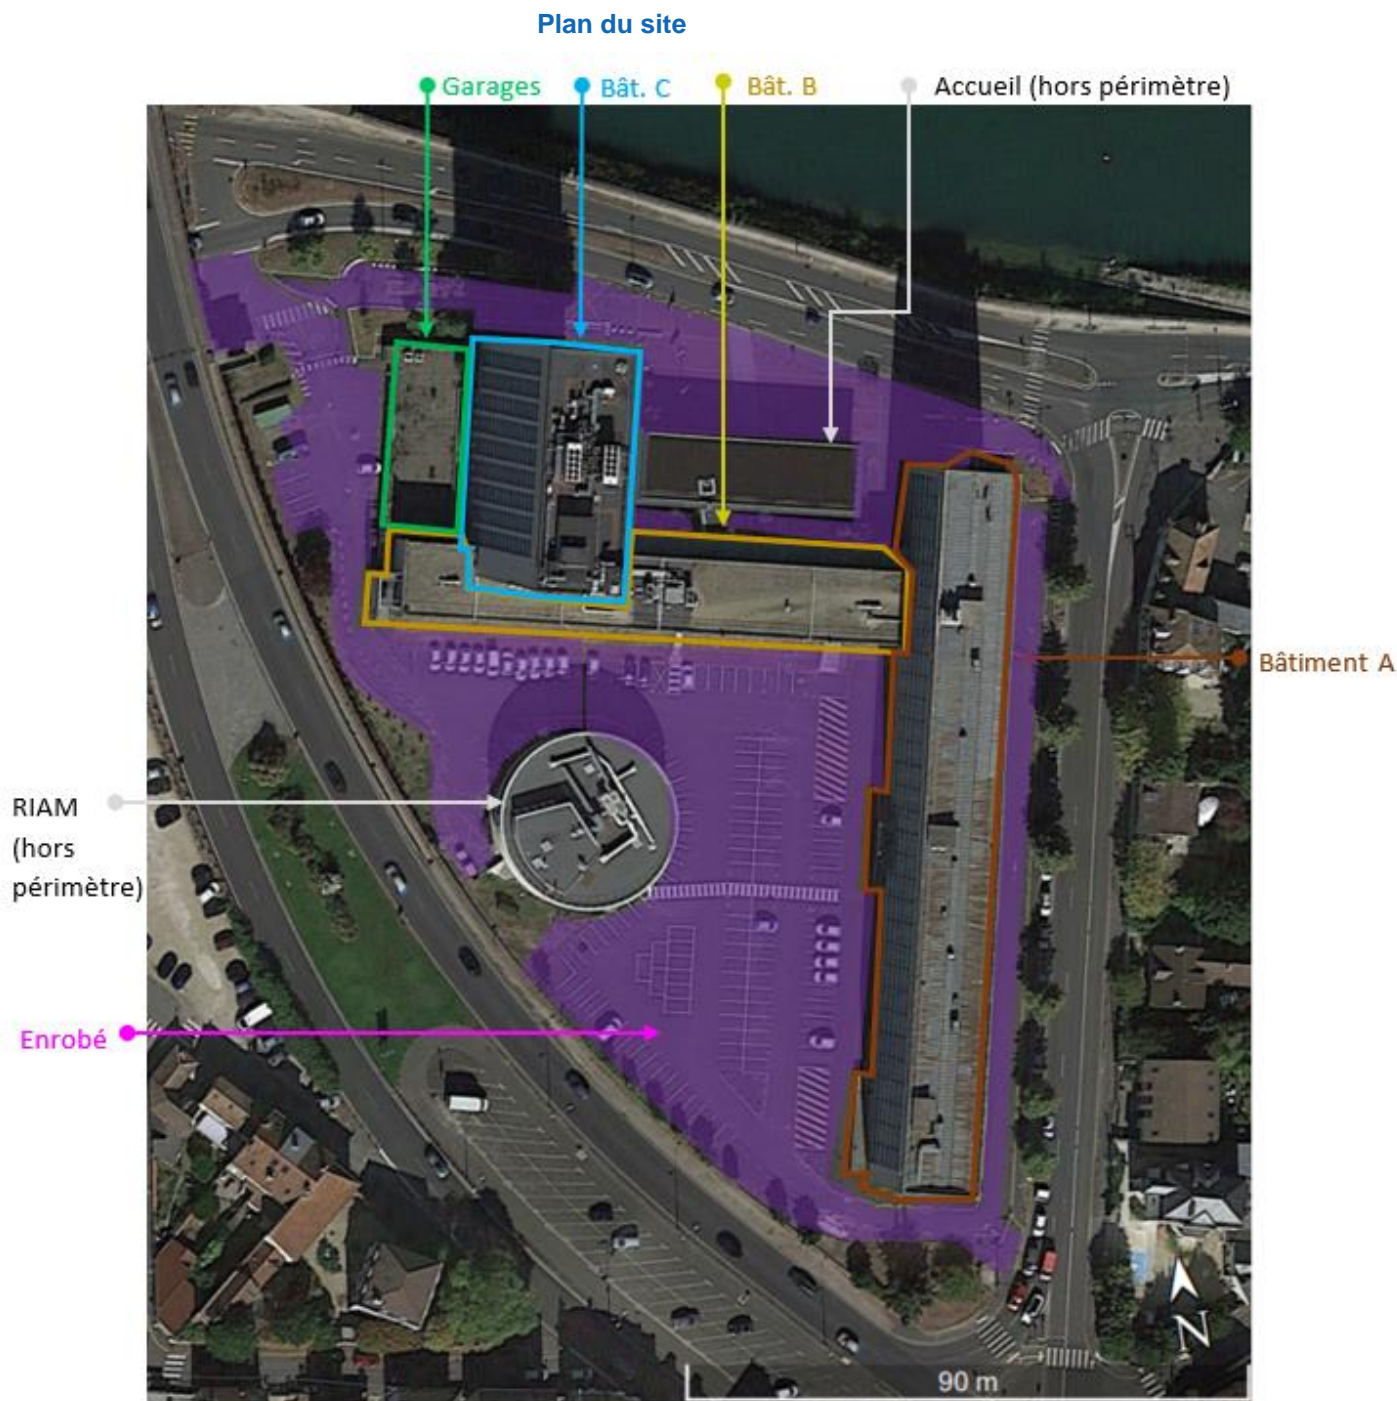 Plan du site
Garages
Bât. C
Bât. B
Accueil (hors périmètre)
Bâtiment A
RIAM
(hors
périmètre)
Enrobé
N
90 m